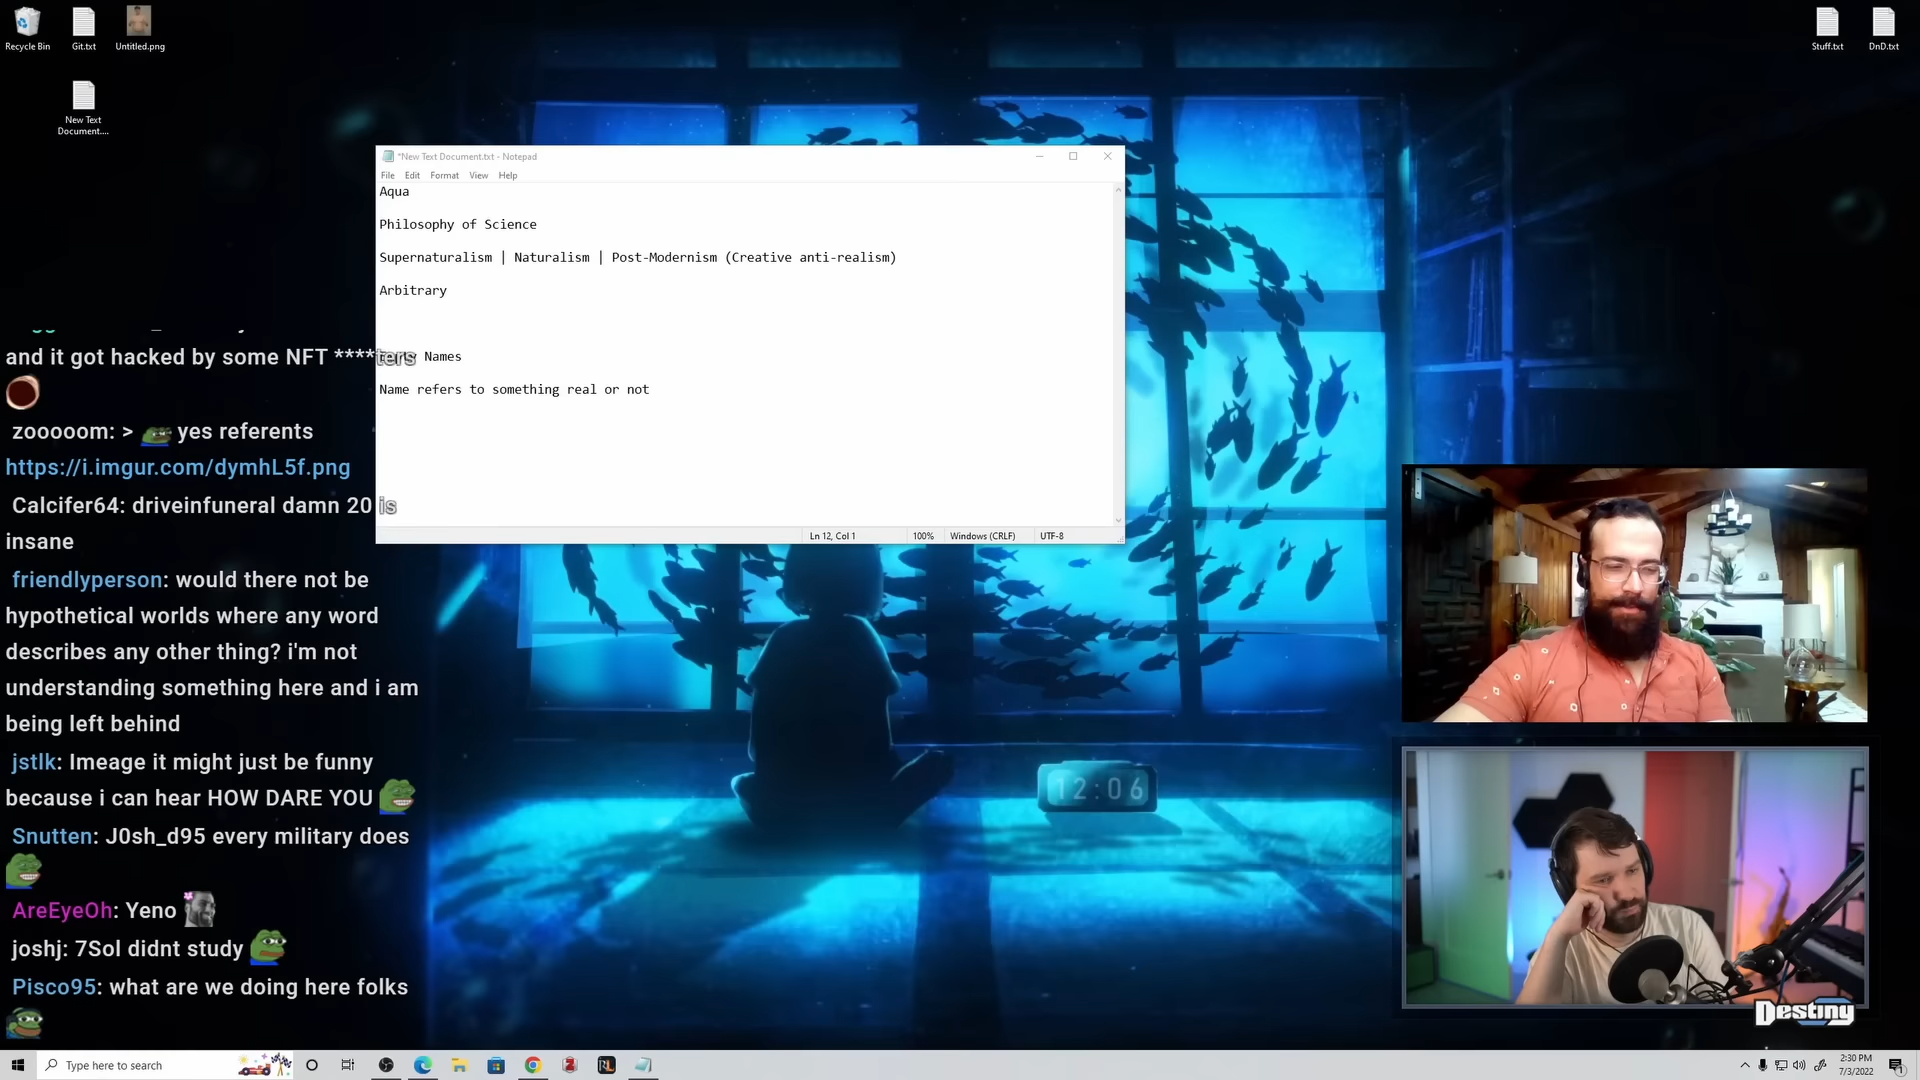 Recycle Bin
Git.txt
Untitled.png
Stuff.txt
DnD.txt
New Text
Document....
*New Text Document.txt - Notepad
File Edit Format View Help
Aqua
Philosophy of Science
Supernaturalism | Naturalism | Post-Modernism (Creative anti-realism)
Arbitrary
Names
Name refers to something real or not
Ln 12, Col 1
100%
Windows (CRLF)
UTF-8
and it got hacked by some NFT ****ters
zooooom: > yes referents
https://i.imgur.com/dymhL5f.png
Calcifer64: driveinfuneral damn 20 is
insane
friendlyperson: would there not be
hypothetical worlds where any word
describes any other thing? i'm not
understanding something here and i am
being left behind
jstlk: Imeage it might just be funny
because i can hear HOW DARE YOU
Snutten: J0sh_d95 every military does
AreEyeOh: Yeno
joshj: 7Sol didnt study
Pisco95: what are we doing here folks
12:06
Destiny
Type here to search
2:30 PM
7/3/2022